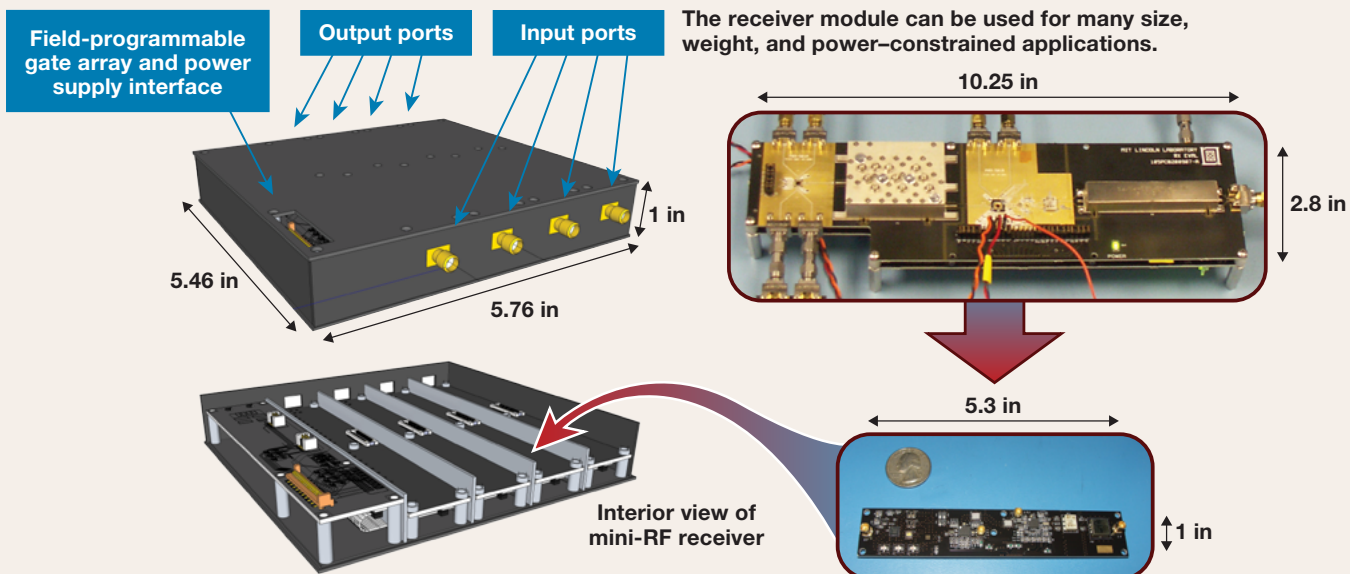 Field-programmable
gate array and power
supply interface
Output ports
Input ports
The receiver module can be used for many size,
weight, and power–constrained applications.
10.25 in
2.8 in
1 in
5.46 in
5.76 in
MIT LINCOLN LABORATORY
POWER
5.3 in
1 in
Interior view of
mini-RF receiver